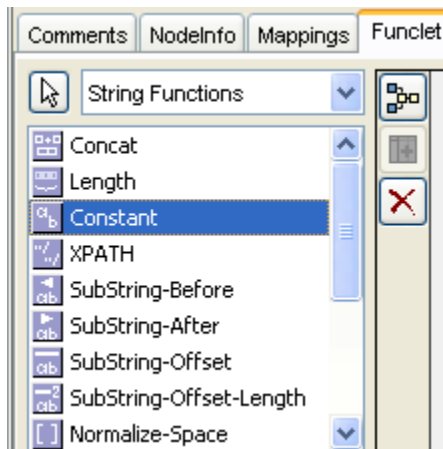 Comments NodeInfo Mappings Funclet
String Functions
Concat
Length
Constant
XPATH
SubString-Before
SubString-After
SubString-Offset
SubString-Offset-Length
Normalize-Space